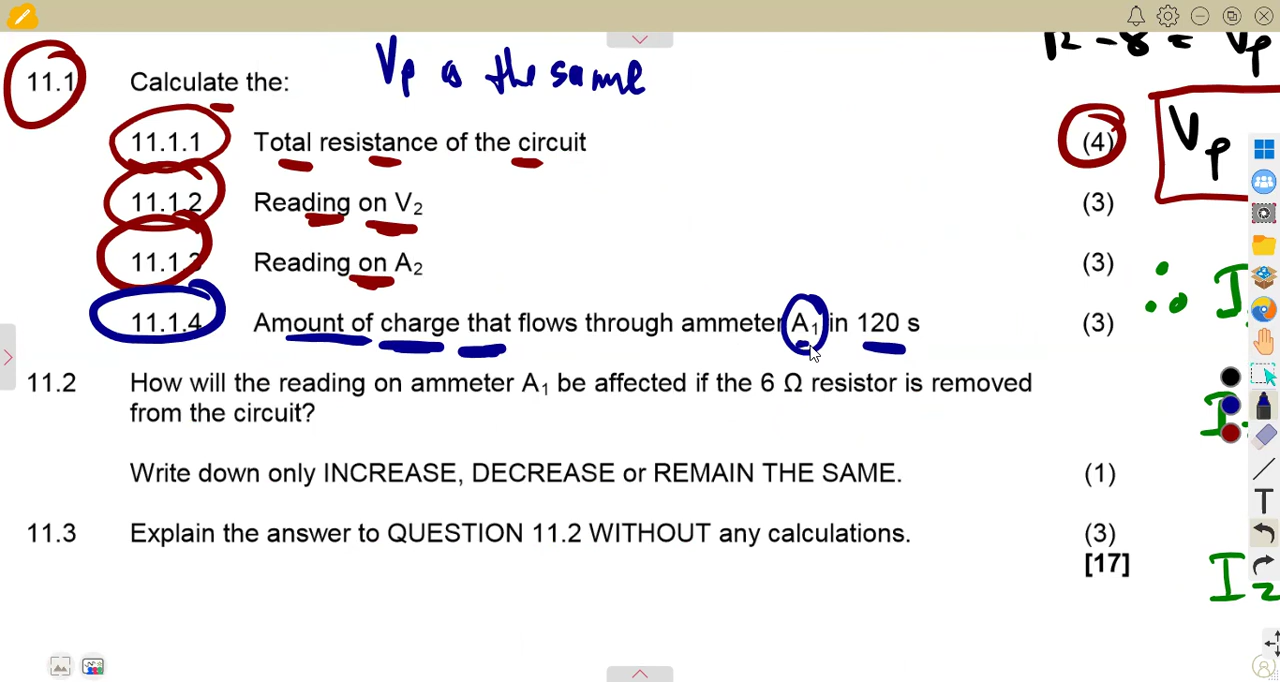 12 - 8 = Vp
Vp is the same
11.1 Calculate the:
11.1.1 Total resistance of the circuit (4)
Vp
11.1.2 Reading on V₂ (3)
11.1.3 Reading on A₂ (3)
∴ I
11.1.4 Amount of charge that flows through ammeter A₁ in 120 s (3)
11.2 How will the reading on ammeter A₁ be affected if the 6 Ω resistor is removed
from the circuit?
I
Write down only INCREASE, DECREASE or REMAIN THE SAME. (1)
11.3 Explain the answer to QUESTION 11.2 WITHOUT any calculations. (3)
[17]
I₂